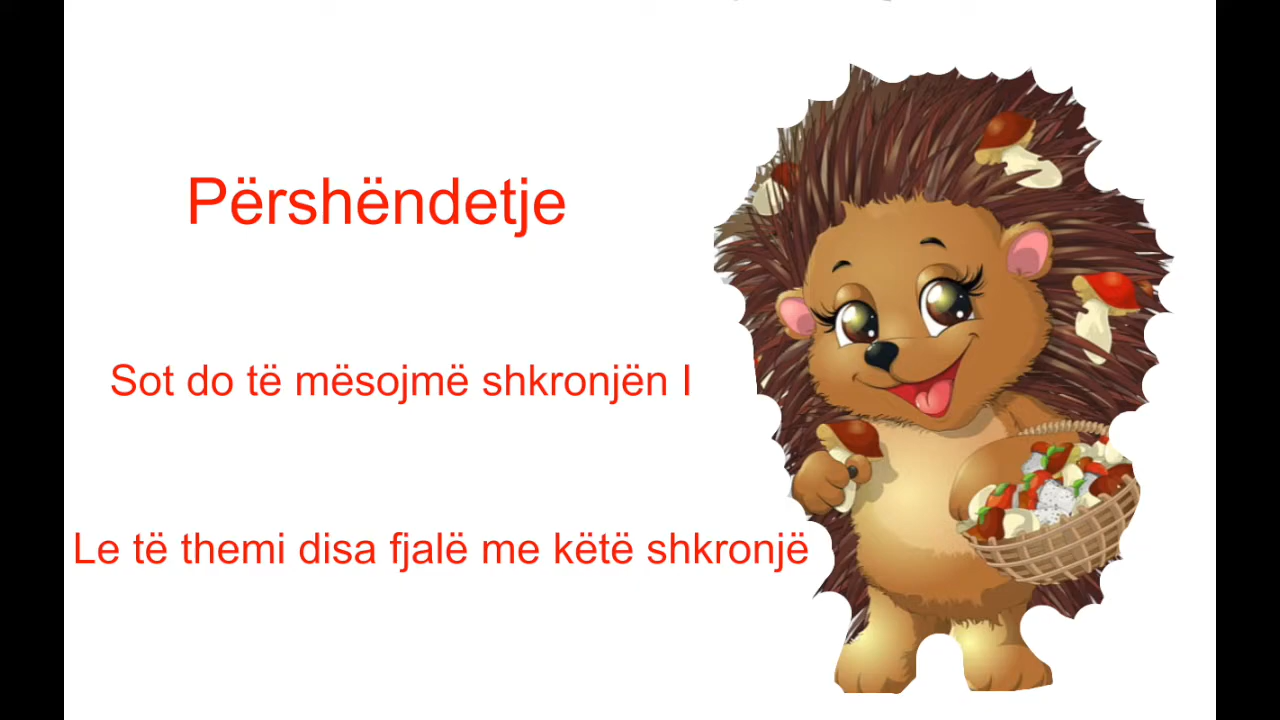 Përshëndetje
Sot do të mësojmë shkronjën I
Le të themi disa fjalë me këtë shkronjë